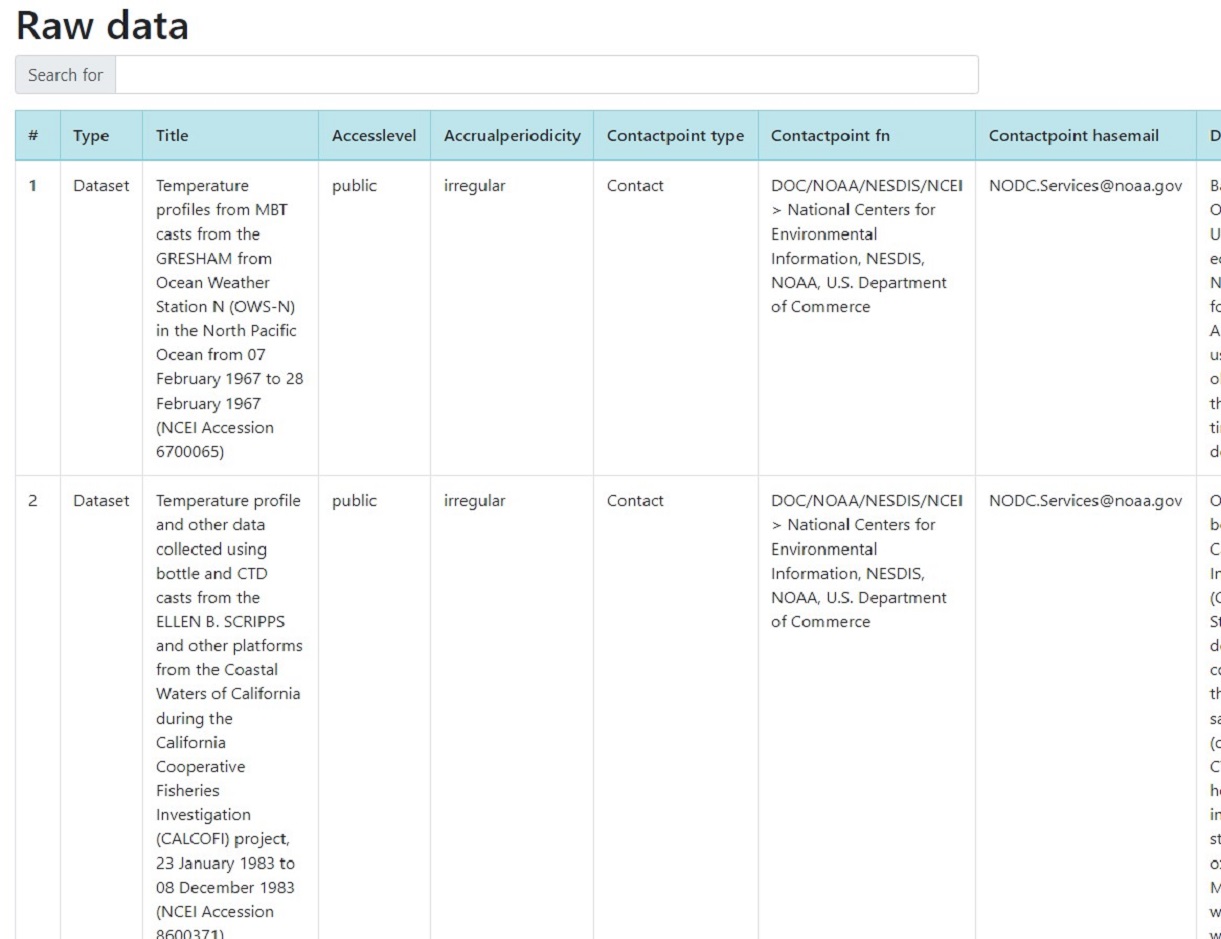 Raw data
Search for
# Type Title Accesslevel Accrualperiodicity Contactpoint type Contactpoint fn Contactpoint hasemail
1 Dataset Temperature public irregular Contact DOC/NOAA/NESDIS/NCEI NODC.Services@noaa.gov
profiles from MBT > National Centers for
casts from the Environmental
GRESHAM from Information, NESDIS,
Ocean Weather NOAA, U.S. Department
Station N (OWS-N) of Commerce
in the North Pacific
Ocean from 07
February 1967 to 28
February 1967
(NCEI Accession
6700065)
2 Dataset Temperature profile public irregular Contact DOC/NOAA/NESDIS/NCEI NODC.Services@noaa.gov
and other data > National Centers for
collected using Environmental
bottle and CTD Information, NESDIS,
casts from the NOAA, U.S. Department
ELLEN B. SCRIPPS of Commerce
and other platforms
from the Coastal
Waters of California
during the
California
Cooperative
Fisheries
Investigation
(CALCOFI) project,
23 January 1983 to
08 December 1983
(NCEI Accession
8600371)